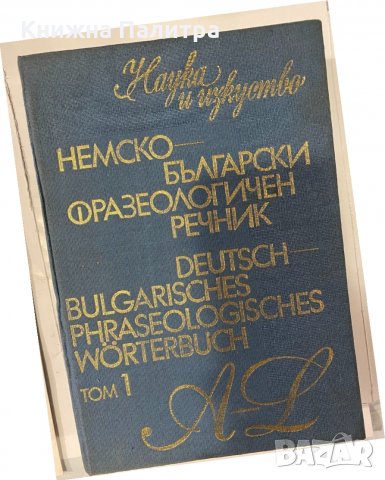 Книжна Палитра
Наука
и изкуство
НЕМСКО—
БЪЛГАРСКИ
ФРАЗЕОЛОГИЧЕН
РЕЧНИК
DEUTSCH—
BULGARISCHES
PHRASEOLOGISCHES
WÖRTERBUCH
ТОМ 1
A–L
BAZAR